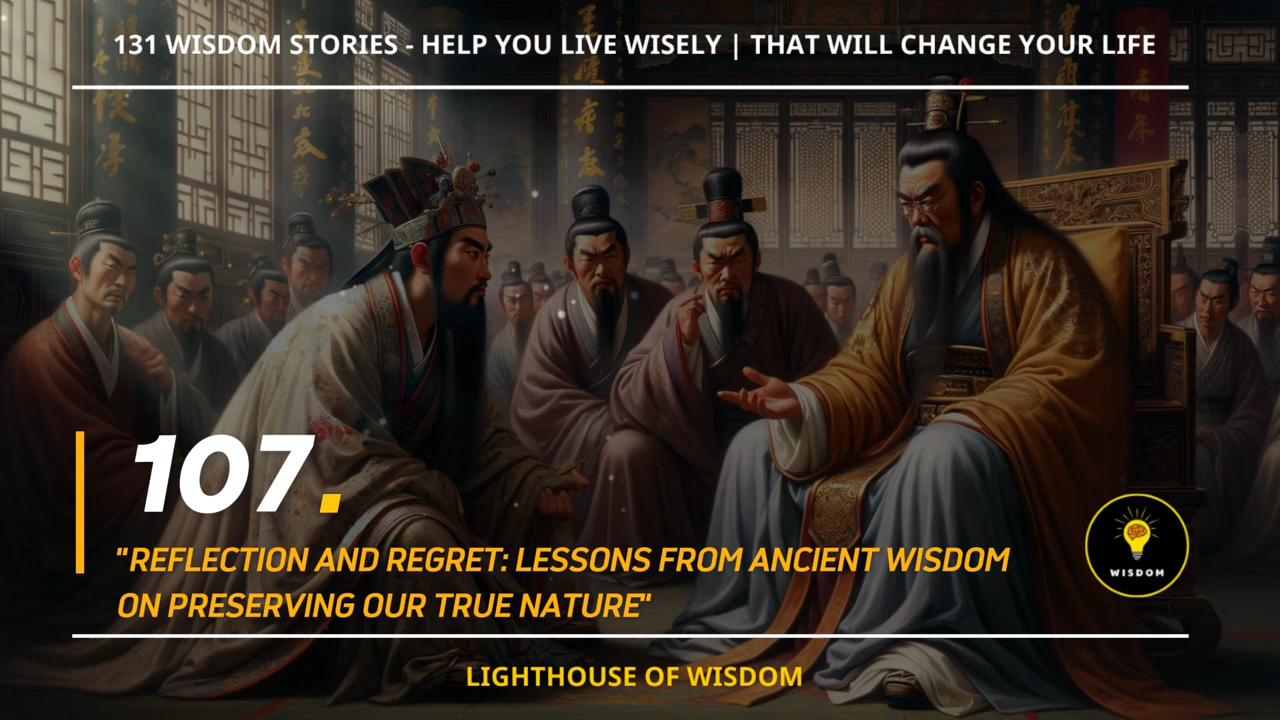 131 WISDOM STORIES - HELP YOU LIVE WISELY | THAT WILL CHANGE YOUR LIFE
107.
"REFLECTION AND REGRET: LESSONS FROM ANCIENT WISDOM
ON PRESERVING OUR TRUE NATURE"
WISDOM
LIGHTHOUSE OF WISDOM